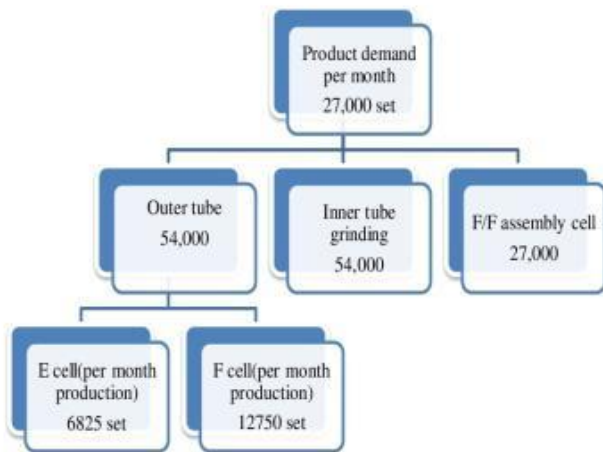 Product demand
per month
27,000 set
Outer tube
54,000
Inner tube
grinding
54,000
F/F assembly cell
27,000
E cell(per month
production)
6825 set
F cell(per month
production)
12750 set